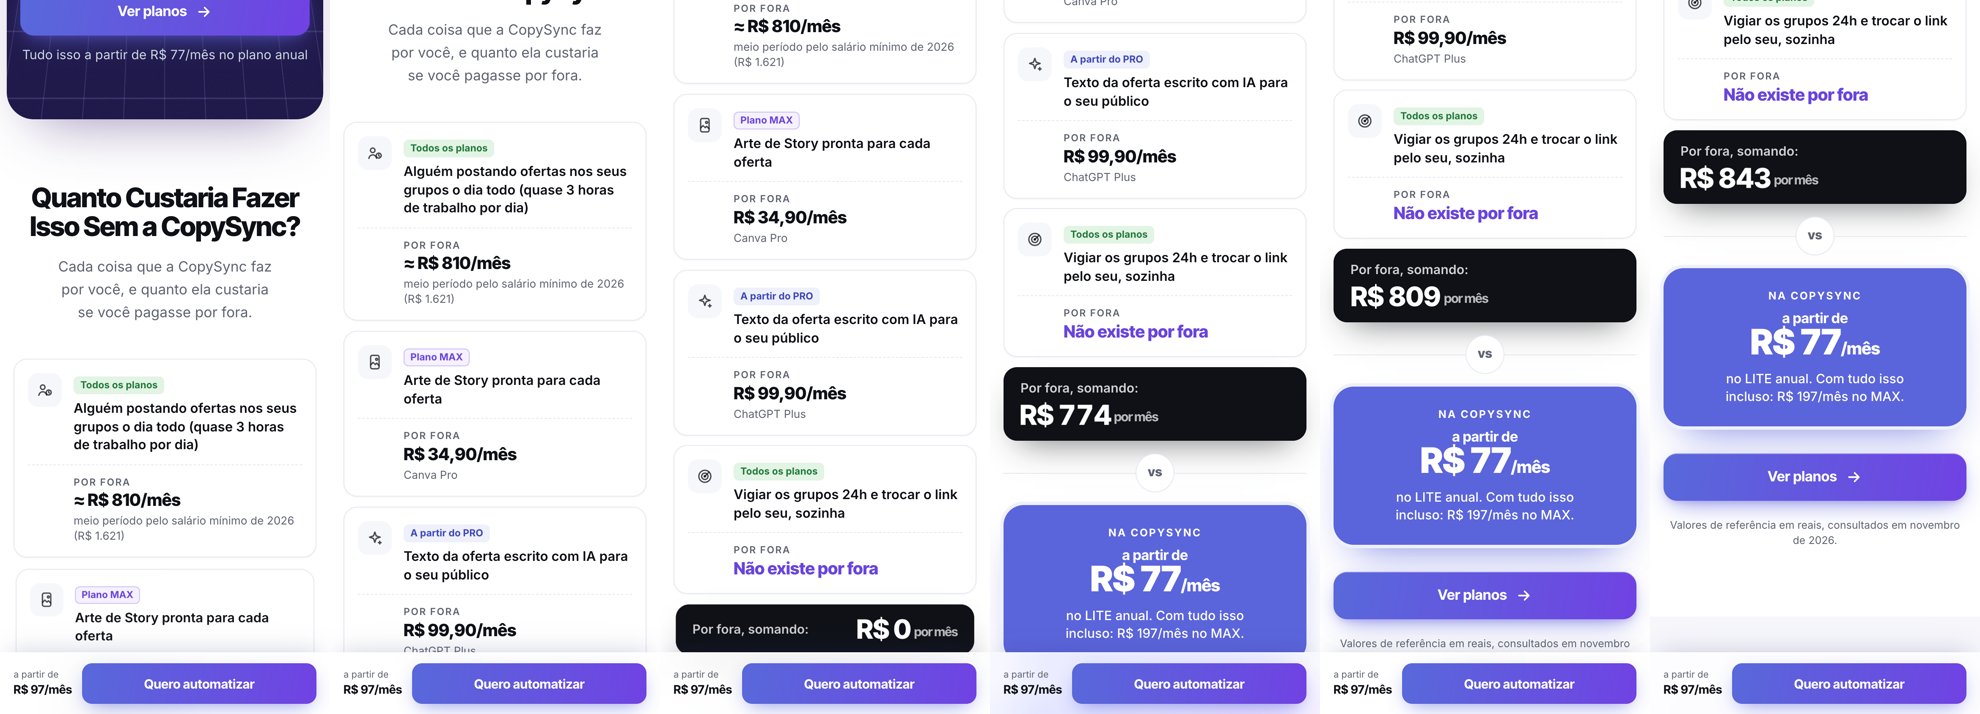 Ver planos →
Tudo isso a partir de R$ 77/mês no plano anual
Quanto Custaria Fazer
Isso Sem a CopySync?
Cada coisa que a CopySync faz
por você, e quanto ela custaria
se você pagasse por fora.
Todos os planos
Alguém postando ofertas nos seus
grupos o dia todo (quase 3 horas
de trabalho por dia)
POR FORA
≈ R$ 810/mês
meio período pelo salário mínimo de 2026
(R$ 1.621)
Plano MAX
Arte de Story pronta para cada
oferta
a partir de
R$ 97/mês
Quero automatizar
Cada coisa que a CopySync faz
por você, e quanto ela custaria
se você pagasse por fora.
Todos os planos
Alguém postando ofertas nos seus
grupos o dia todo (quase 3 horas
de trabalho por dia)
POR FORA
≈ R$ 810/mês
meio período pelo salário mínimo de 2026
(R$ 1.621)
Plano MAX
Arte de Story pronta para cada
oferta
POR FORA
R$ 34,90/mês
Canva Pro
A partir do PRO
Texto da oferta escrito com IA para
o seu público
POR FORA
R$ 99,90/mês
ChatGPT Plus
a partir de
R$ 97/mês
Quero automatizar
POR FORA
≈ R$ 810/mês
meio período pelo salário mínimo de 2026
(R$ 1.621)
Plano MAX
Arte de Story pronta para cada
oferta
POR FORA
R$ 34,90/mês
Canva Pro
A partir do PRO
Texto da oferta escrito com IA para
o seu público
POR FORA
R$ 99,90/mês
ChatGPT Plus
Todos os planos
Vigiar os grupos 24h e trocar o link
pelo seu, sozinha
POR FORA
Não existe por fora
Por fora, somando: R$ 0 por mês
a partir de
R$ 97/mês
Quero automatizar
Canva Pro
A partir do PRO
Texto da oferta escrito com IA para
o seu público
POR FORA
R$ 99,90/mês
ChatGPT Plus
Todos os planos
Vigiar os grupos 24h e trocar o link
pelo seu, sozinha
POR FORA
Não existe por fora
Por fora, somando:
R$ 774 por mês
vs
NA COPYSYNC
a partir de
R$ 77/mês
no LITE anual. Com tudo isso
incluso: R$ 197/mês no MAX.
a partir de
R$ 97/mês
Quero automatizar
POR FORA
R$ 99,90/mês
ChatGPT Plus
Todos os planos
Vigiar os grupos 24h e trocar o link
pelo seu, sozinha
POR FORA
Não existe por fora
Por fora, somando:
R$ 809 por mês
vs
NA COPYSYNC
a partir de
R$ 77/mês
no LITE anual. Com tudo isso
incluso: R$ 197/mês no MAX.
Ver planos →
Valores de referência em reais, consultados em novembro
a partir de
R$ 97/mês
Quero automatizar
Todos os planos
Vigiar os grupos 24h e trocar o link
pelo seu, sozinha
POR FORA
Não existe por fora
Por fora, somando:
R$ 843 por mês
vs
NA COPYSYNC
a partir de
R$ 77/mês
no LITE anual. Com tudo isso
incluso: R$ 197/mês no MAX.
Ver planos →
Valores de referência em reais, consultados em novembro
de 2026.
a partir de
R$ 97/mês
Quero automatizar